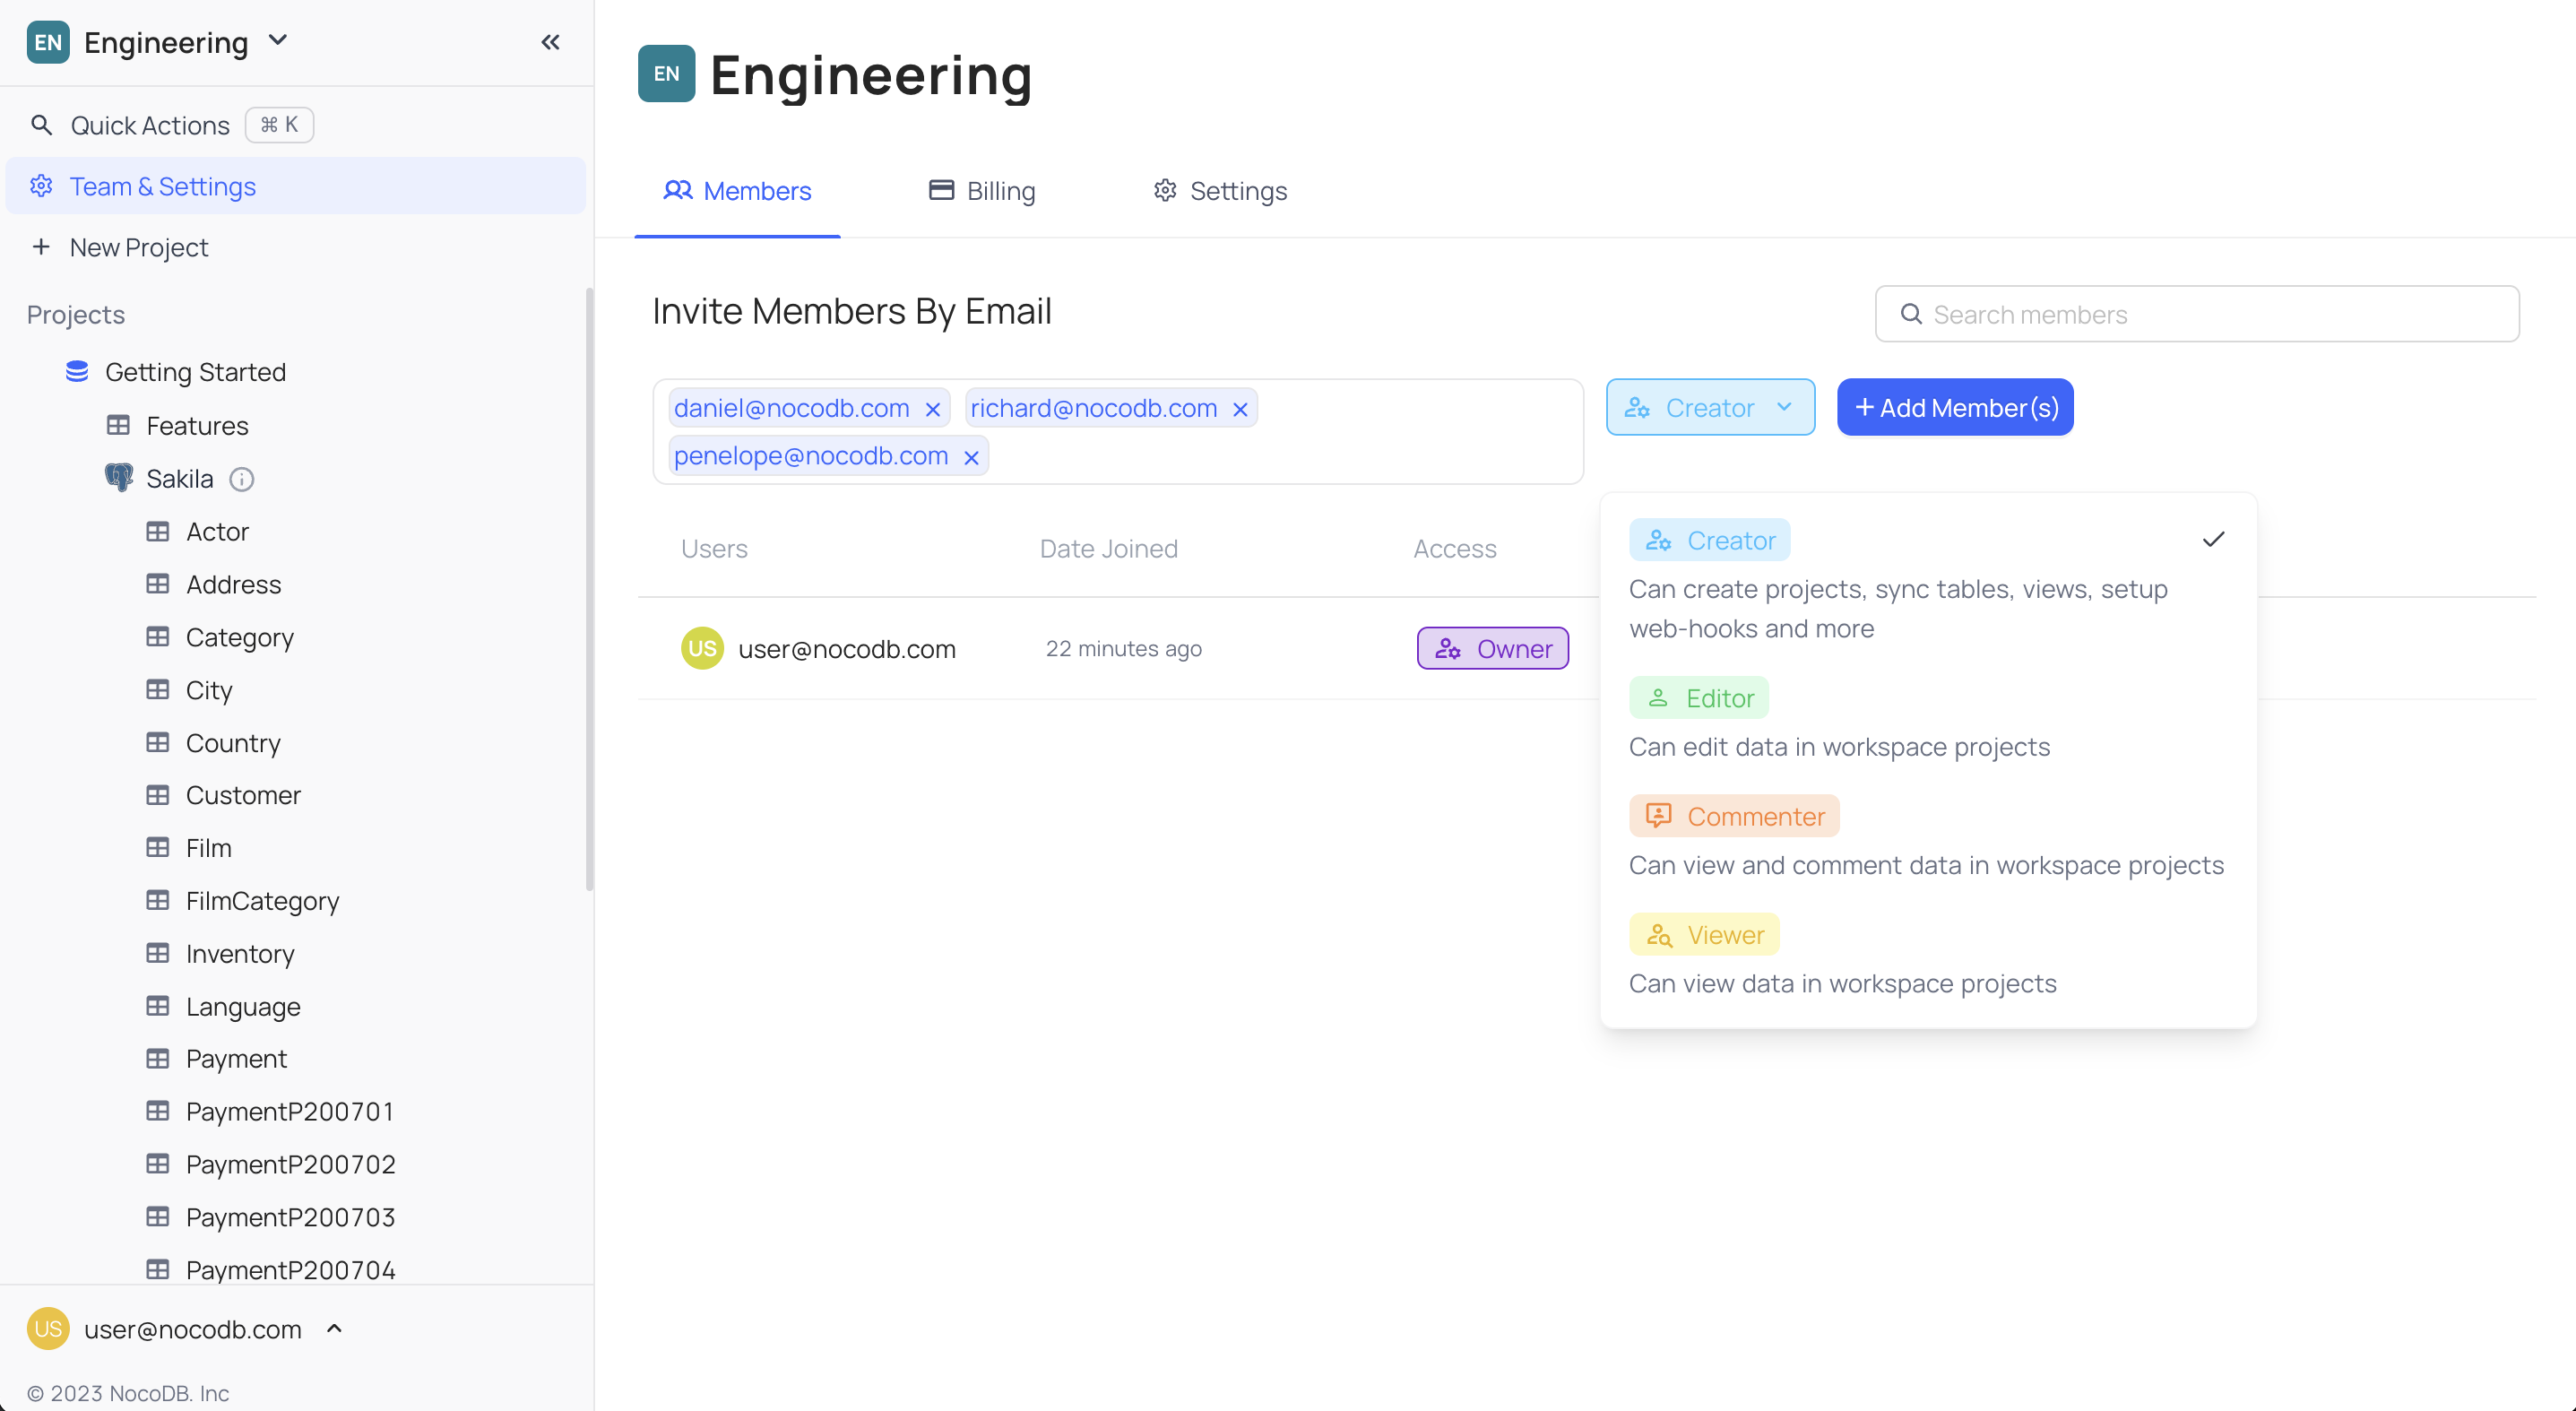 EN Engineering
Quick Actions ⌘ K
Team & Settings
New Project
Projects
Getting Started
Features
Sakila
Actor
Address
Category
City
Country
Customer
Film
FilmCategory
Inventory
Language
Payment
PaymentP200701
PaymentP200702
PaymentP200703
PaymentP200704
US user@nocodb.com
© 2023 NocoDB. Inc
EN Engineering
Members Billing Settings
Invite Members By Email
Search members
daniel@nocodb.com richard@nocodb.com
penelope@nocodb.com
Creator
+ Add Member(s)
Users Date Joined Access
US user@nocodb.com 22 minutes ago Owner
Creator
Can create projects, sync tables, views, setup
web-hooks and more
Editor
Can edit data in workspace projects
Commenter
Can view and comment data in workspace projects
Viewer
Can view data in workspace projects